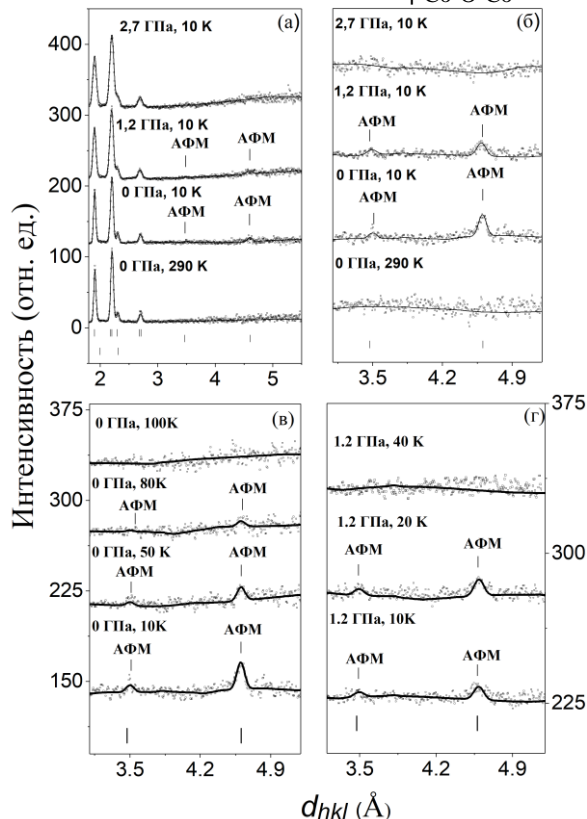 Интенсивность (отн. ед.)
(а)
400
300
200
100
0
2,7 ГПа, 10 К
1,2 ГПа, 10 К
АФМ
АФМ
0 ГПа, 10 К
АФМ
АФМ
0 ГПа, 290 К
2 3 4 5
(б)
2,7 ГПа, 10 К
1,2 ГПа, 10 К
АФМ
АФМ
0 ГПа, 10 К
АФМ
АФМ
0 ГПа, 290 К
3.5 4.2 4.9
(в)
375
300
225
150
0 ГПа, 100К
0 ГПа, 80К
АФМ
АФМ
0 ГПа, 50 К
АФМ
АФМ
0 ГПа, 10К
АФМ
АФМ
3.5 4.2 4.9
(г)
375
300
225
1.2 ГПа, 40 К
1.2 ГПа, 20 К
АФМ
АФМ
1.2 ГПа, 10К
АФМ
АФМ
3.5 4.2 4.9
dhkl (Å)